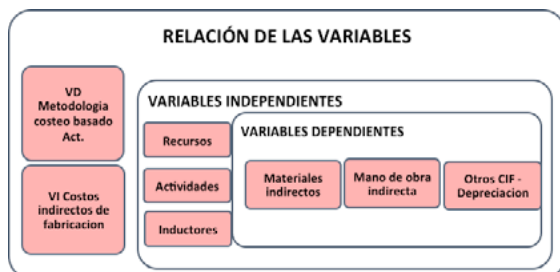 RELACIÓN DE LAS VARIABLES
VD
Metodologia
costeo basado
Act.
VI Costos
indirectos de
fabricacion
VARIABLES INDEPENDIENTES
Recursos
Actividades
Inductores
VARIABLES DEPENDIENTES
Materiales
indirectos
Mano de obra
indirecta
Otros CIF -
Depreciacion